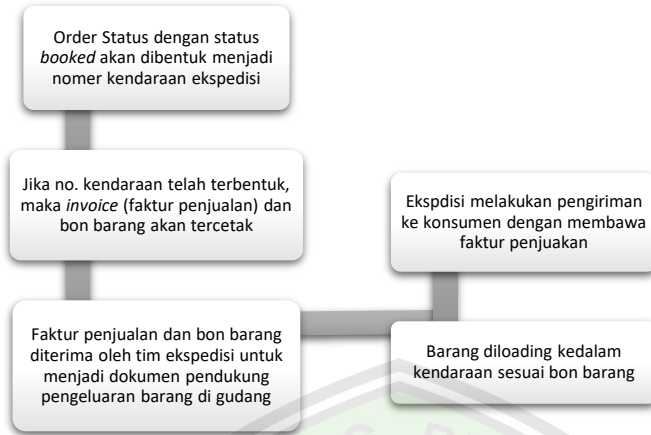 Order Status dengan status
booked akan dibentuk menjadi
nomer kendaraan ekspedisi
Jika no. kendaraan telah terbentuk,
maka invoice (faktur penjualan) dan
bon barang akan tercetak
Faktur penjualan dan bon barang
diterima oleh tim ekspedisi untuk
menjadi dokumen pendukung
pengeluaran barang di gudang
Barang diloading kedalam
kendaraan sesuai bon barang
Ekspdisi melakukan pengiriman
ke konsumen dengan membawa
faktur penjuakan